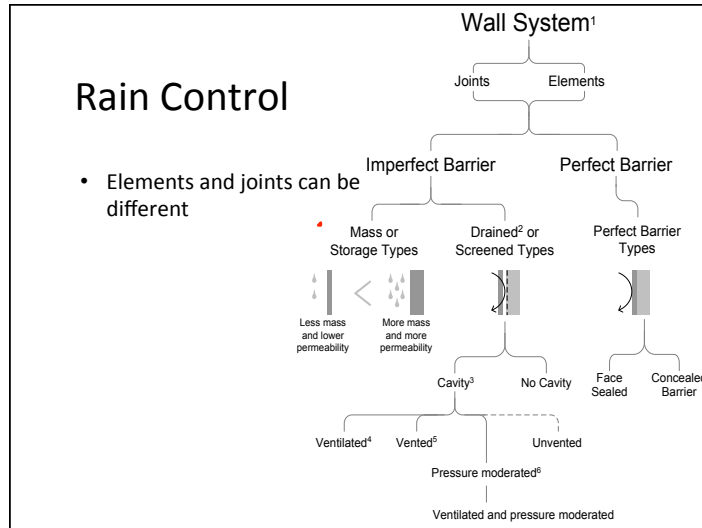 Wall System¹
Joints
Elements
Rain Control
Imperfect Barrier
Perfect Barrier
• Elements and joints can be
different
Mass or
Storage Types
Drained² or
Screened Types
Perfect Barrier
Types
Less mass
and lower
permeability
More mass
and more
permeability
Cavity³
No Cavity
Face
Sealed
Concealed
Barrier
Ventilated⁴
Vented⁵
Unvented
Pressure moderated⁶
Ventilated and pressure moderated